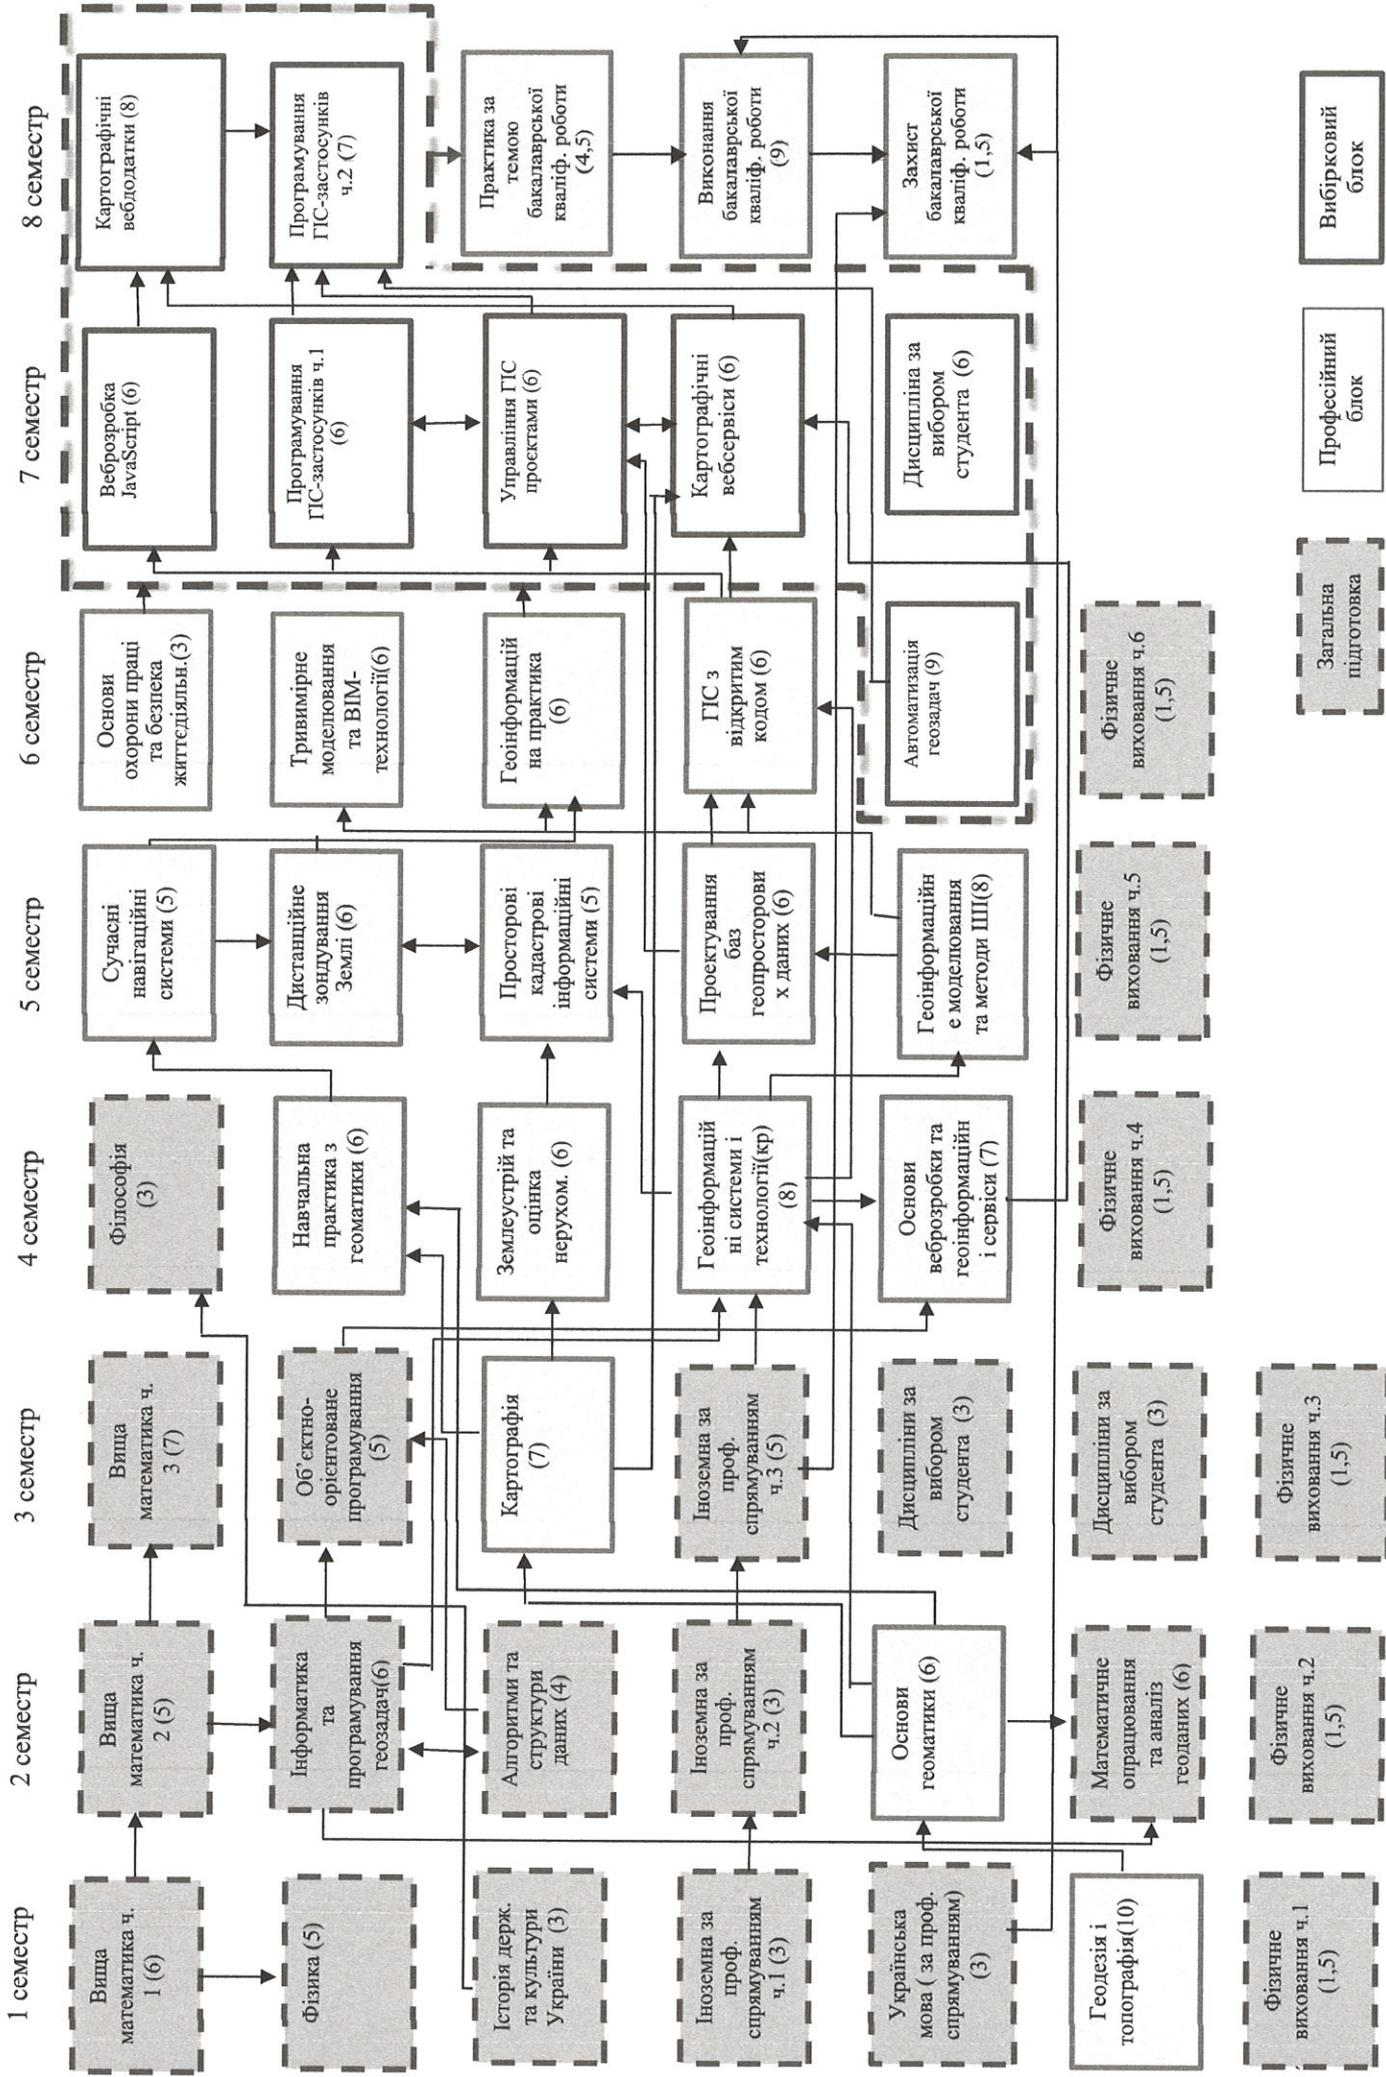 1 семестр
Вища
математика ч.
1 (6)
Фізика (5)
Історія держ.
та культури
України (3)
Іноземна за
проф.
спрямуванням
ч.1 (3)
Українська
мова ( за проф.
спрямуванням)
(3)
Геодезія і
топографія(10)
Фізичне
виховання ч.1
(1,5)
2 семестр
Вища
математика ч.
2 (5)
Інформатика
та
програмування
геозадач(6)
Алгоритми та
структури
даних (4)
Іноземна за
проф.
спрямуванням
ч.2 (3)
Основи
геоматики (6)
Математичне
опрацювання
та аналіз
геоданих (6)
Фізичне
виховання ч.2
(1,5)
3 семестр
Вища
математика ч.
3 (7)
Об’єктно-
орієнтоване
програмування
(5)
Картографія
(7)
Іноземна за
проф.
спрямуванням
ч.3 (5)
Дисципліни за
вибором
студента (3)
Дисципліни за
вибором
студента (3)
Фізичне
виховання ч.3
(1,5)
4 семестр
Філософія
(3)
Навчальна
практика з
геоматики (6)
Землеустрій та
оцінка
нерухом. (6)
Геоінформацій
ні системи і
технології(кр)
(8)
Основи
веброзробки та
геоінформаційн
і сервіси (7)
Фізичне
виховання ч.4
(1,5)
5 семестр
Сучасні
навігаційні
системи (5)
Дистанційне
зондування
Землі (6)
Просторові
кадастрові
інформаційні
системи (5)
Проектування
баз
геопросторови
х даних (6)
Геоінформаційн
е моделювання
та методи ШІ(8)
Фізичне
виховання ч.5
(1,5)
6 семестр
Основи
охорони праці
та безпека
життєдіяльн.(3)
Тривимірне
моделювання
та BIM-
технології(6)
Геоінформацій
на практика
(6)
ГІС з
відкритим
кодом (6)
Автоматизація
геозадач (9)
Фізичне
виховання ч.6
(1,5)
7 семестр
Веброзробка
JavaScript (6)
Програмування
ГІС-застосунків ч.1
(6)
Управління ГІС
проєктами (6)
Картографічні
вебсервіси (6)
Дисципліна за
вибором
студента (6)
8 семестр
Картографічні
вебдодатки (8)
Програмування
ГІС-застосунків
ч.2 (7)
Практика за
темою
бакалаврської
кваліф. роботи
(4,5)
Виконання
бакалаврської
кваліф. роботи
(9)
Захист
бакалаврської
кваліф. роботи
(1,5)
Загальна
підготовка
Професійний
блок
Вибірковий
блок